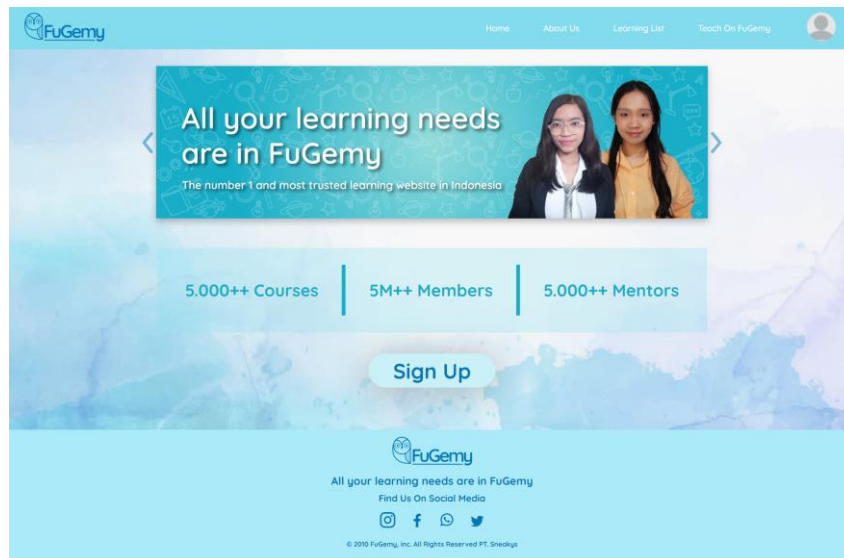 FuGemy
Home About Us Learning List Teach On FuGemy
All your learning needs
are in FuGemy
The number 1 and most trusted learning website in Indonesia
5.000++ Courses
5M++ Members
5.000++ Mentors
Sign Up
FuGemy
All your learning needs are in FuGemy
Find Us On Social Media
© 2010 FuGemy, inc. All Rights Reserved PT. Sneakys